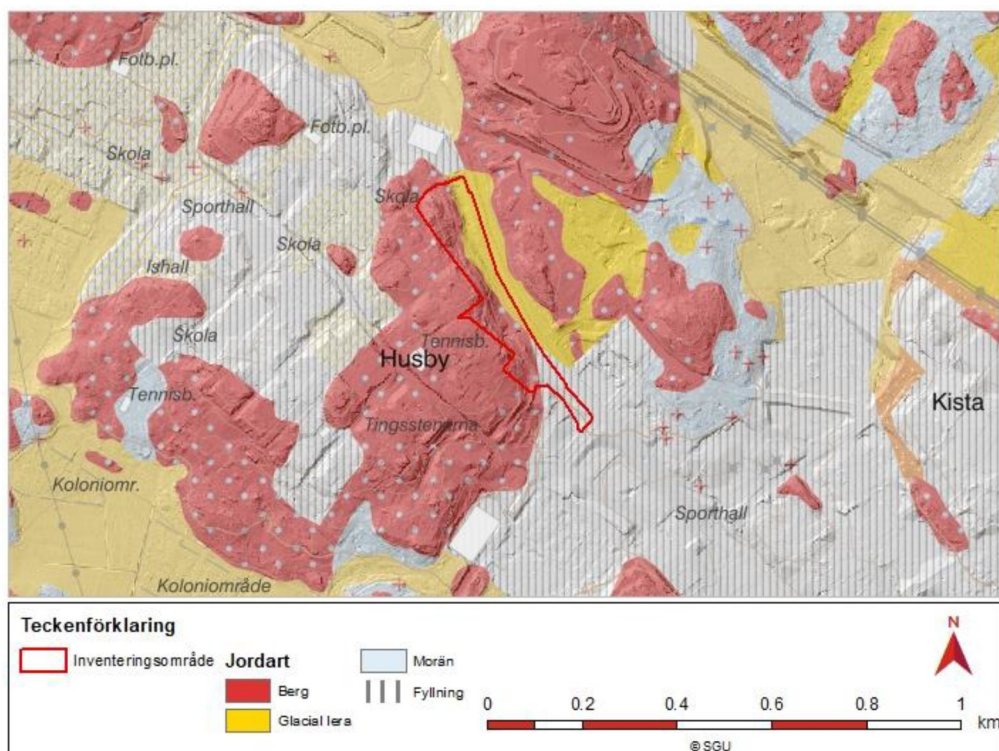 Fotb.pl.
Fotb.pl.
Skola
Skola
Sporthall
Skola
Ishall
Skola
Tennisb.
Husby
Tennisb.
Kista
Tingsstenarna
Koloniomr.
Sporthall
Koloniområde
Teckenförklaring
Inventeringsområde
Jordart
Berg
Glacial lera
Morän
Fyllning
N
0 0.2 0.4 0.6 0.8 1
km
© SGU